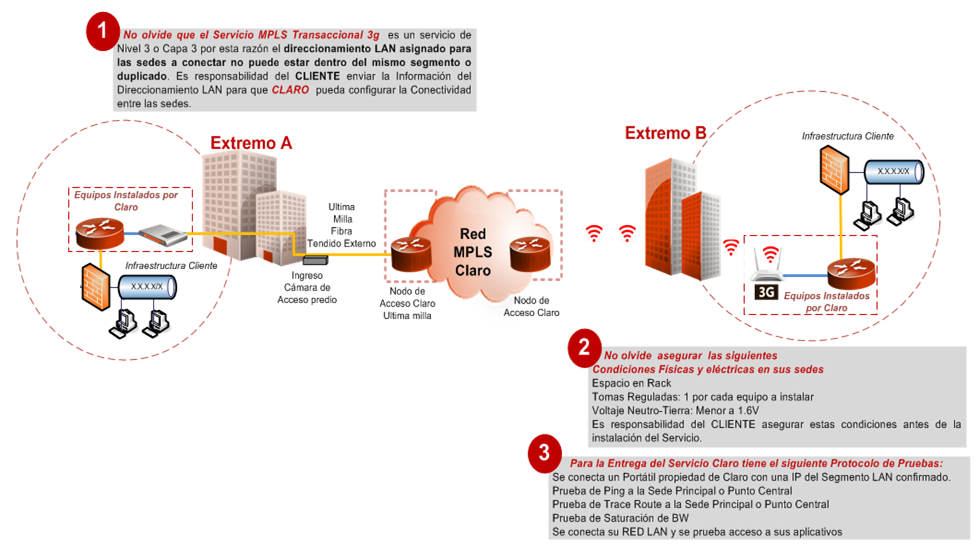 1
No olvide que el Servicio MPLS Transaccional 3g es un servicio de
Nivel 3 o Capa 3 por esta razón el direccionamiento LAN asignado para
las sedes a conectar no puede estar dentro del mismo segmento o
duplicado. Es responsabilidad del CLIENTE enviar la Información del
Direccionamiento LAN para que CLARO pueda configurar la Conectividad
entre las sedes.
Extremo A
Equipos Instalados por
Claro
Infraestructura Cliente
X.X.X.X/X
Ultima
Milla
Fibra
Tendido Externo
Ingreso
Cámara de
Acceso predio
Red
MPLS
Claro
Nodo de
Acceso Claro
Ultima milla
Nodo de
Acceso Claro
Extremo B
Infraestructura Cliente
X.X.X.X/X
3G
Equipos Instalados
por Claro
2
No olvide asegurar las siguientes
Condiciones Físicas y eléctricas en sus sedes
Espacio en Rack
Tomas Reguladas: 1 por cada equipo a instalar
Voltaje Neutro-Tierra: Menor a 1.6V
Es responsabilidad del CLIENTE asegurar estas condiciones antes de la
instalación del Servicio.
3
Para la Entrega del Servicio Claro tiene el siguiente Protocolo de Pruebas:
Se conecta un Portátil propiedad de Claro con una IP del Segmento LAN confirmado.
Prueba de Ping a la Sede Principal o Punto Central
Prueba de Trace Route a la Sede Principal o Punto Central
Prueba de Saturación de BW
Se conecta su RED LAN y se prueba acceso a sus aplicativos